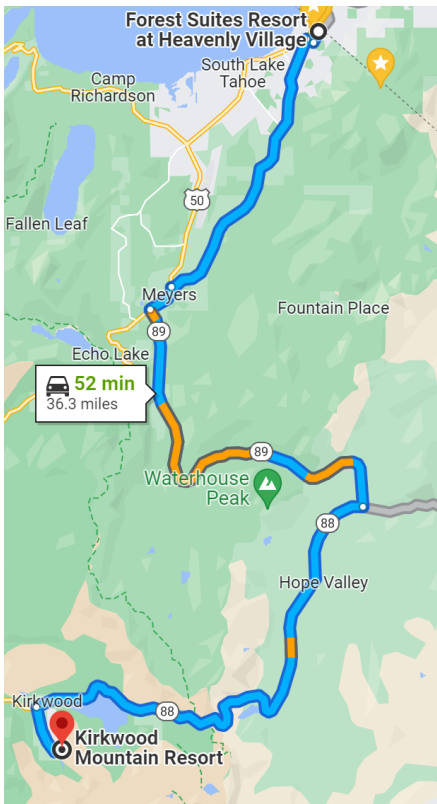 Forest Suites Resort
at Heavenly Village
South Lake
Tahoe
Camp
Richardson
50
Fallen Leaf
Meyers
Fountain Place
89
Echo Lake
52 min
36.3 miles
89
Waterhouse
Peak
88
Hope Valley
Kirkwood
88
Kirkwood
Mountain Resort